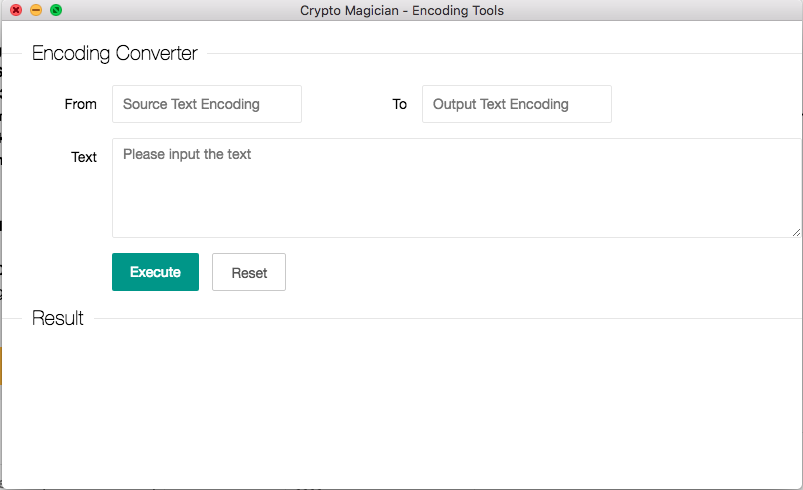 Crypto Magician - Encoding Tools
Encoding Converter
From Source Text Encoding To Output Text Encoding
Text Please input the text
Execute Reset
Result